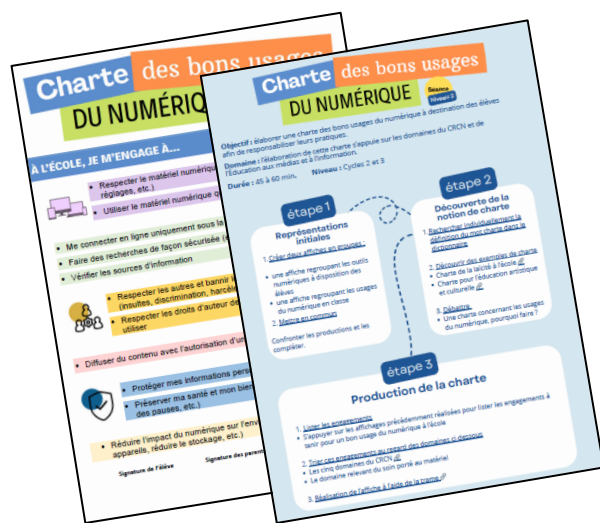 Charte des bons usages
DU NUMÉRIQ
À L'ÉCOLE, JE M'ENGAGE À...
• Respecter le matériel numérique
réglages, etc.)
• Utiliser le matériel numérique q
• Me connecter en ligne uniquement sous la
• Faire des recherches de façon sécurisée (e
• Vérifier les sources d'information
• Respecter les autres et bannir l
(insultes, discrimination, harcèle
• Respecter les droits d'auteur de
utiliser
• Diffuser du contenu avec l'autorisation d'un
• Protéger mes informations pers
• Préserver ma santé et mon bien
des pauses, etc.)
• Réduire l'impact du numérique sur l'env
appareils, réduire le stockage, etc.)
Signature de l'élève
Signature des parent
Charte des bons usages
DU NUMÉRIQUE
Séance
Niveau 2
Objectif : élaborer une charte des bons usages du numérique à destination des élèves
afin de responsabiliser leurs pratiques.
Domaine : l'élaboration de cette charte s'appuie sur les domaines du CRCN et de
l'Éducation aux médias et à l'information.
Durée : 45 à 60 min. Niveau : Cycles 2 et 3
étape 1
Représentations
initiales
1. Créer deux affiches en groupes :
• une affiche regroupant les outils
numériques à disposition des
élèves
• une affiche regroupant les usages
du numérique en classe
2. Mettre en commun
Confronter les productions et les
compléter.
étape 2
Découverte de la
notion de charte
1. Rechercher individuellement la
définition du mot charte dans le
dictionnaire
2. Découvrir des exemples de charte
• Charte de la laïcité à l'école
• Charte pour l'éducation artistique
et culturelle
3. Débattre
• Une charte concernant les usages
du numérique, pourquoi faire ?
étape 3
Production de la charte
1. Lister les engagements
• S'appuyer sur les affichages précédemment réalisées pour lister les engagements à
tenir pour un bon usage du numérique à l'école
2. Trier ces engagements au regard des domaines ci dessous
• Les cinq domaines du CRCN
• Le domaine relevant du soin porté au matériel
3. Réalisation de l'affiche à l'aide de la trame